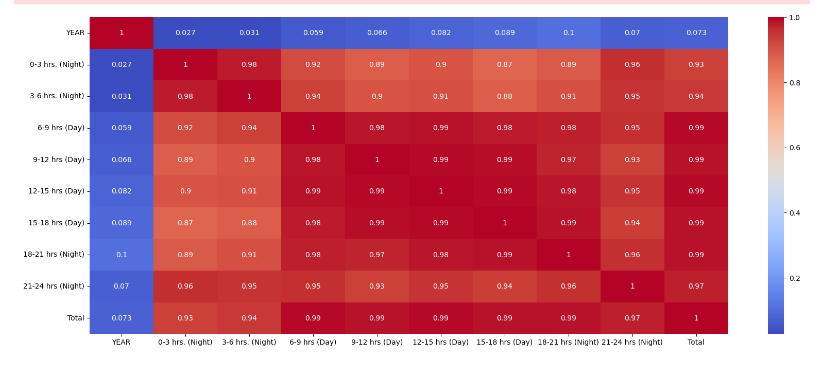 YEAR 1 0.027 0.031 0.059 0.066 0.082 0.089 0.1 0.07 0.073
0-3 hrs. (Night) 0.027 1 0.98 0.92 0.89 0.9 0.87 0.89 0.96 0.93
3-6 hrs. (Night) 0.031 0.98 1 0.94 0.9 0.91 0.88 0.91 0.95 0.94
6-9 hrs (Day) 0.059 0.92 0.94 1 0.98 0.99 0.98 0.98 0.95 0.99
9-12 hrs (Day) 0.066 0.89 0.9 0.98 1 0.99 0.99 0.97 0.93 0.99
12-15 hrs (Day) 0.082 0.9 0.91 0.99 0.99 1 0.99 0.98 0.95 0.99
15-18 hrs (Day) 0.089 0.87 0.88 0.98 0.99 0.99 1 0.99 0.94 0.99
18-21 hrs (Night) 0.1 0.89 0.91 0.98 0.97 0.98 0.99 1 0.96 0.99
21-24 hrs (Night) 0.07 0.96 0.95 0.95 0.93 0.95 0.94 0.96 1 0.97
Total 0.073 0.93 0.94 0.99 0.99 0.99 0.99 0.99 0.97 1
YEAR 0-3 hrs. (Night) 3-6 hrs. (Night) 6-9 hrs (Day) 9-12 hrs (Day) 12-15 hrs (Day) 15-18 hrs (Day) 18-21 hrs (Night) 21-24 hrs (Night) Total
1.0
0.8
0.6
0.4
0.2